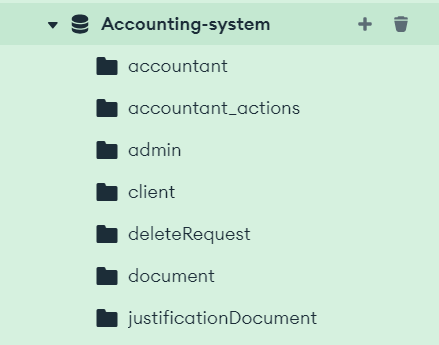 Accounting-system
accountant
accountant_actions
admin
client
deleteRequest
document
justificationDocument